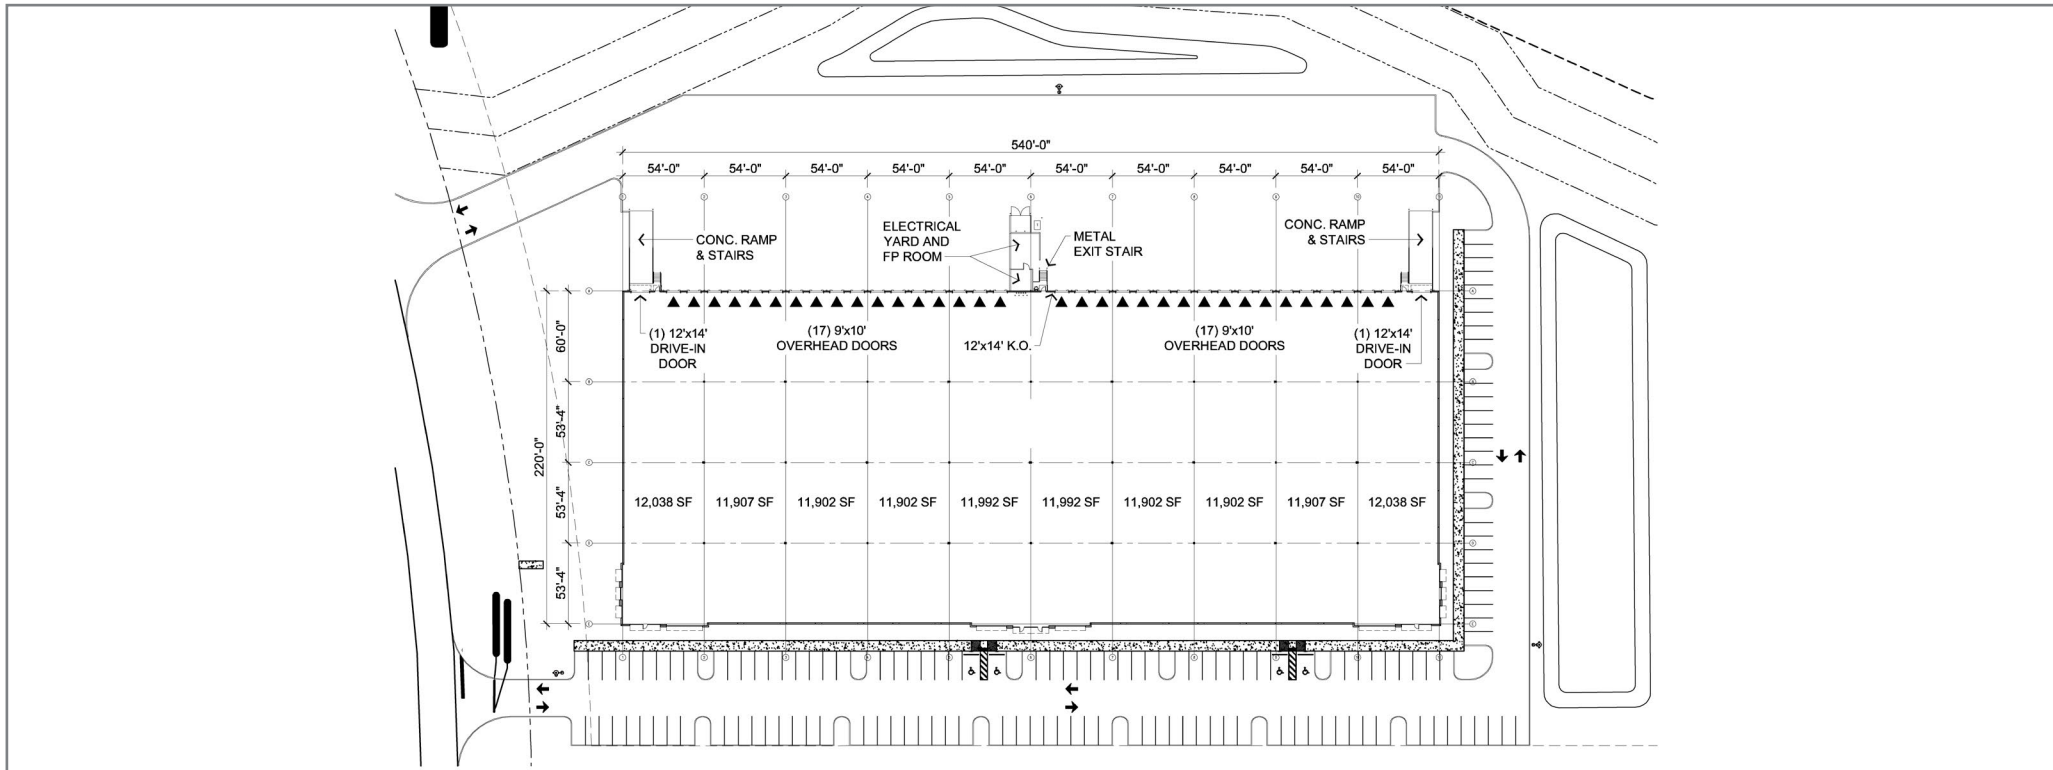 540'-0"
54'-0" 54'-0" 54'-0" 54'-0" 54'-0" 54'-0" 54'-0" 54'-0" 54'-0" 54'-0"
CONC. RAMP
& STAIRS
ELECTRICAL
YARD AND
FP ROOM
METAL
EXIT STAIR
CONC. RAMP
& STAIRS
(1) 12'x14'
DRIVE-IN
DOOR
(17) 9'x10'
OVERHEAD DOORS
12'x14' K.O.
(17) 9'x10'
OVERHEAD DOORS
(1) 12'x14'
DRIVE-IN
DOOR
60'-0"
53'-4"
220'-0"
53'-4"
53'-4"
12,038 SF 11,907 SF 11,902 SF 11,902 SF 11,992 SF 11,992 SF 11,902 SF 11,902 SF 11,907 SF 12,038 SF